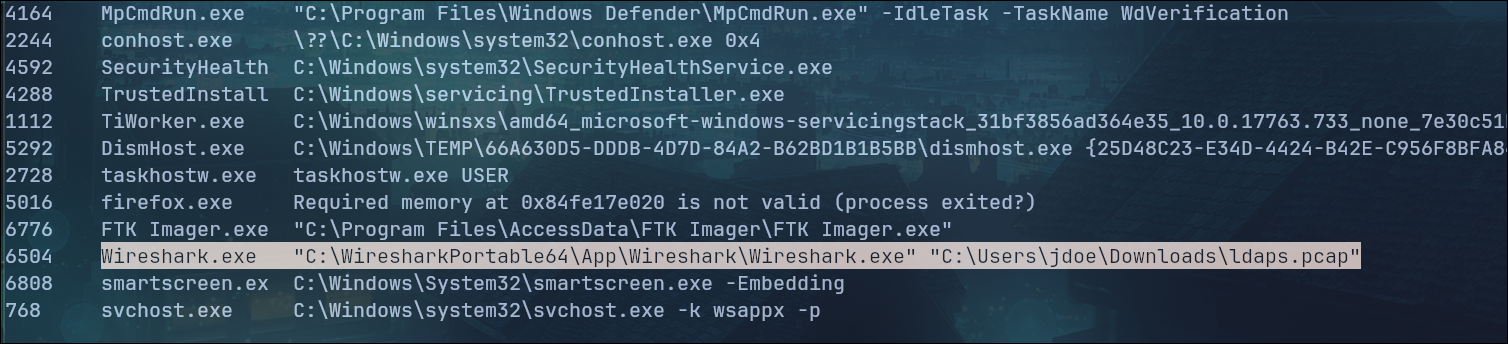 4164 MpCmdRun.exe "C:\Program Files\Windows Defender\MpCmdRun.exe" -IdleTask -TaskName WdVerification
2244 conhost.exe \??\C:\Windows\system32\conhost.exe 0x4
4592 SecurityHealth C:\Windows\system32\SecurityHealthService.exe
4288 TrustedInstall C:\Windows\servicing\TrustedInstaller.exe
1112 TiWorker.exe C:\Windows\winsxs\amd64_microsoft-windows-servicingstack_31bf3856ad364e35_10.0.17763.733_none_7e30c51
5292 DismHost.exe C:\Windows\TEMP\66A630D5-DDDB-4D7D-84A2-B62BD1B1B5BB\dismhost.exe {25D48C23-E34D-4424-B42E-C956F8BFA8
2728 taskhostw.exe taskhostw.exe USER
5016 firefox.exe Required memory at 0x84fe17e020 is not valid (process exited?)
6776 FTK Imager.exe "C:\Program Files\AccessData\FTK Imager\FTK Imager.exe"
6504 Wireshark.exe "C:\WiresharkPortable64\App\Wireshark\Wireshark.exe" "C:\Users\jdoe\Downloads\ldaps.pcap"
6808 smartscreen.ex C:\Windows\System32\smartscreen.exe -Embedding
768 svchost.exe C:\Windows\system32\svchost.exe -k wsappx -p